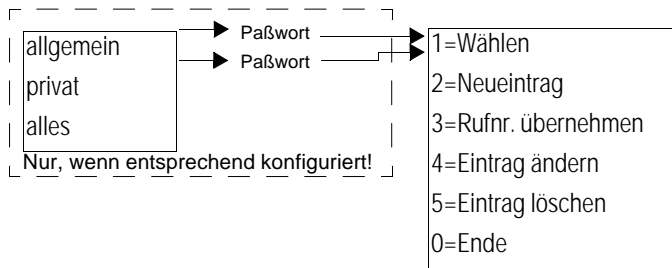 allgemein
privat
alles
Paßwort
Paßwort
Nur, wenn entsprechend konfiguriert!
1=Wählen
2=Neueintrag
3=Rufnr. übernehmen
4=Eintrag ändern
5=Eintrag löschen
0=Ende